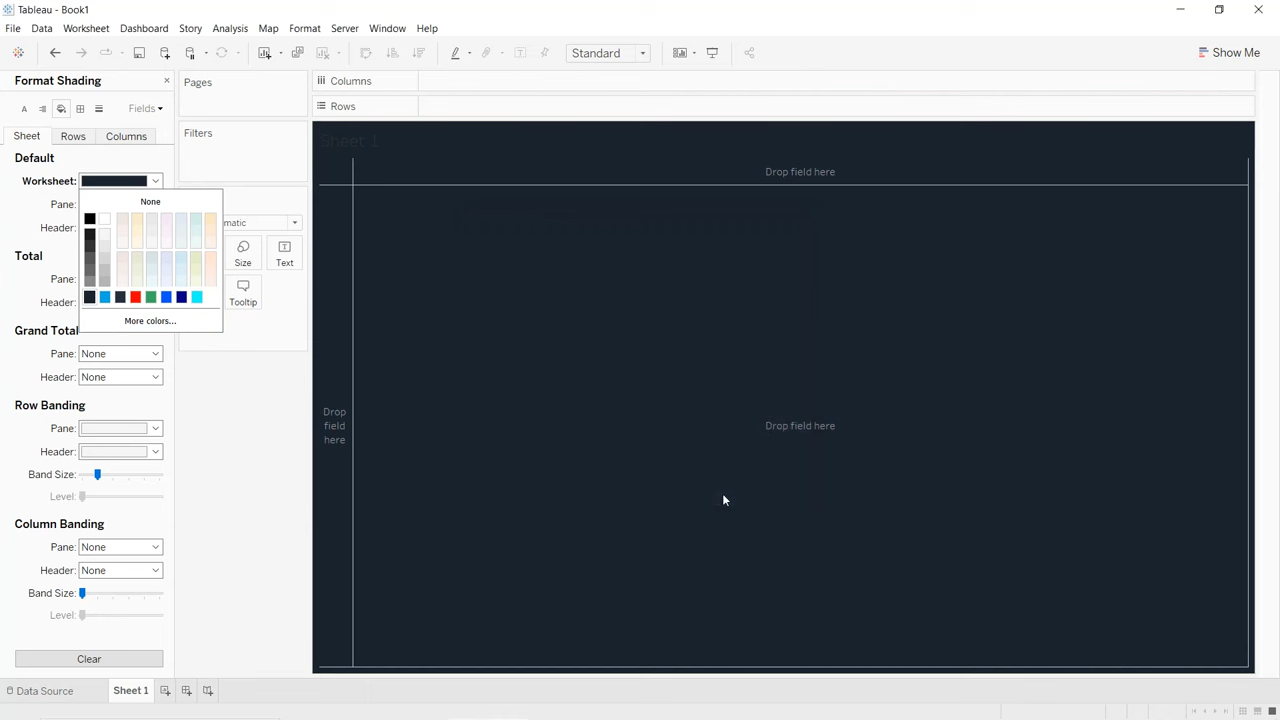 Tableau - Book1
File Data Worksheet Dashboard Story Analysis Map Format Server Window Help
Standard
Show Me
Format Shading
Fields
Sheet Rows Columns
Default
Worksheet:
Pane:
Header:
Total
Pane:
Header:
Grand Total
Pane: None
Header: None
Row Banding
Pane:
Header:
Band Size:
Level:
Column Banding
Pane: None
Header: None
Band Size:
Level:
Clear
None
More colors...
Pages
Filters
matic
Size
Text
Tooltip
Columns
Rows
Sheet 1
Drop field here
Drop
field
here
Drop field here
Data Source
Sheet 1